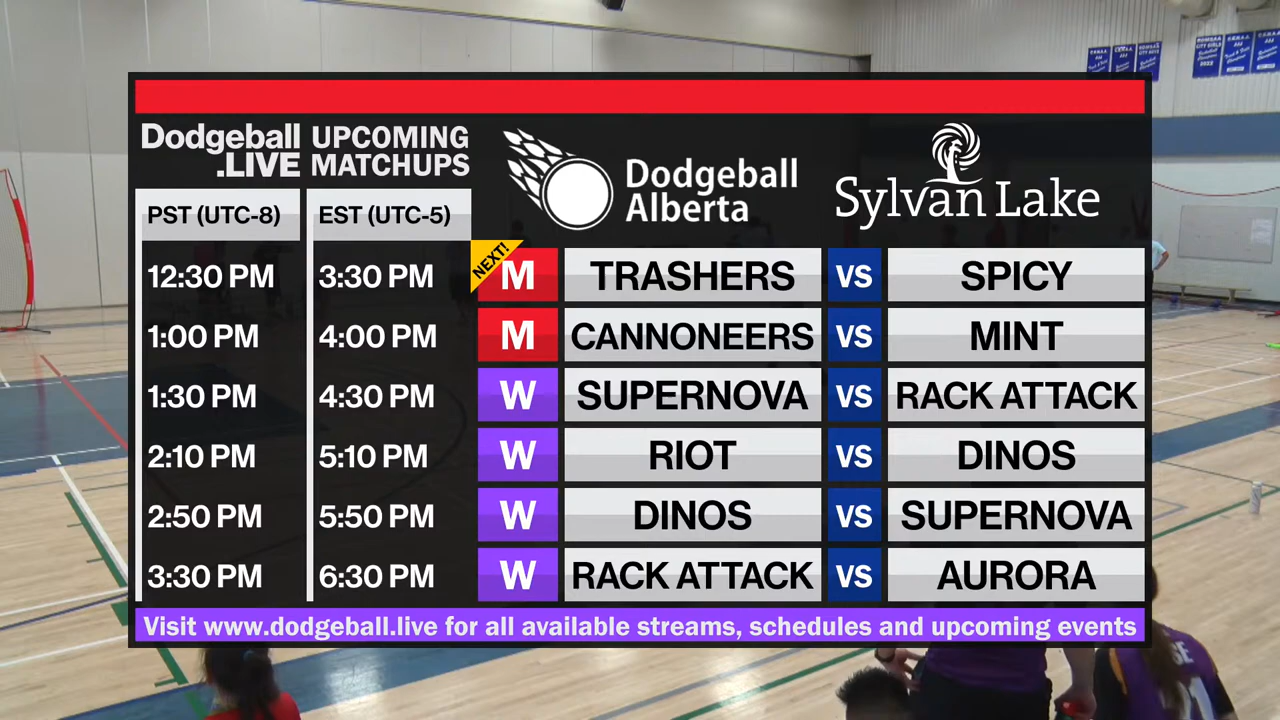 Dodgeball .LIVE
UPCOMING MATCHUPS
Dodgeball Alberta
Sylvan Lake
PST (UTC-8) EST (UTC-5)
NEXT!
12:30 PM 3:30 PM M TRASHERS VS SPICY
1:00 PM 4:00 PM M CANNONEERS VS MINT
1:30 PM 4:30 PM W SUPERNOVA VS RACK ATTACK
2:10 PM 5:10 PM W RIOT VS DINOS
2:50 PM 5:50 PM W DINOS VS SUPERNOVA
3:30 PM 6:30 PM W RACK ATTACK VS AURORA
Visit www.dodgeball.live for all available streams, schedules and upcoming events